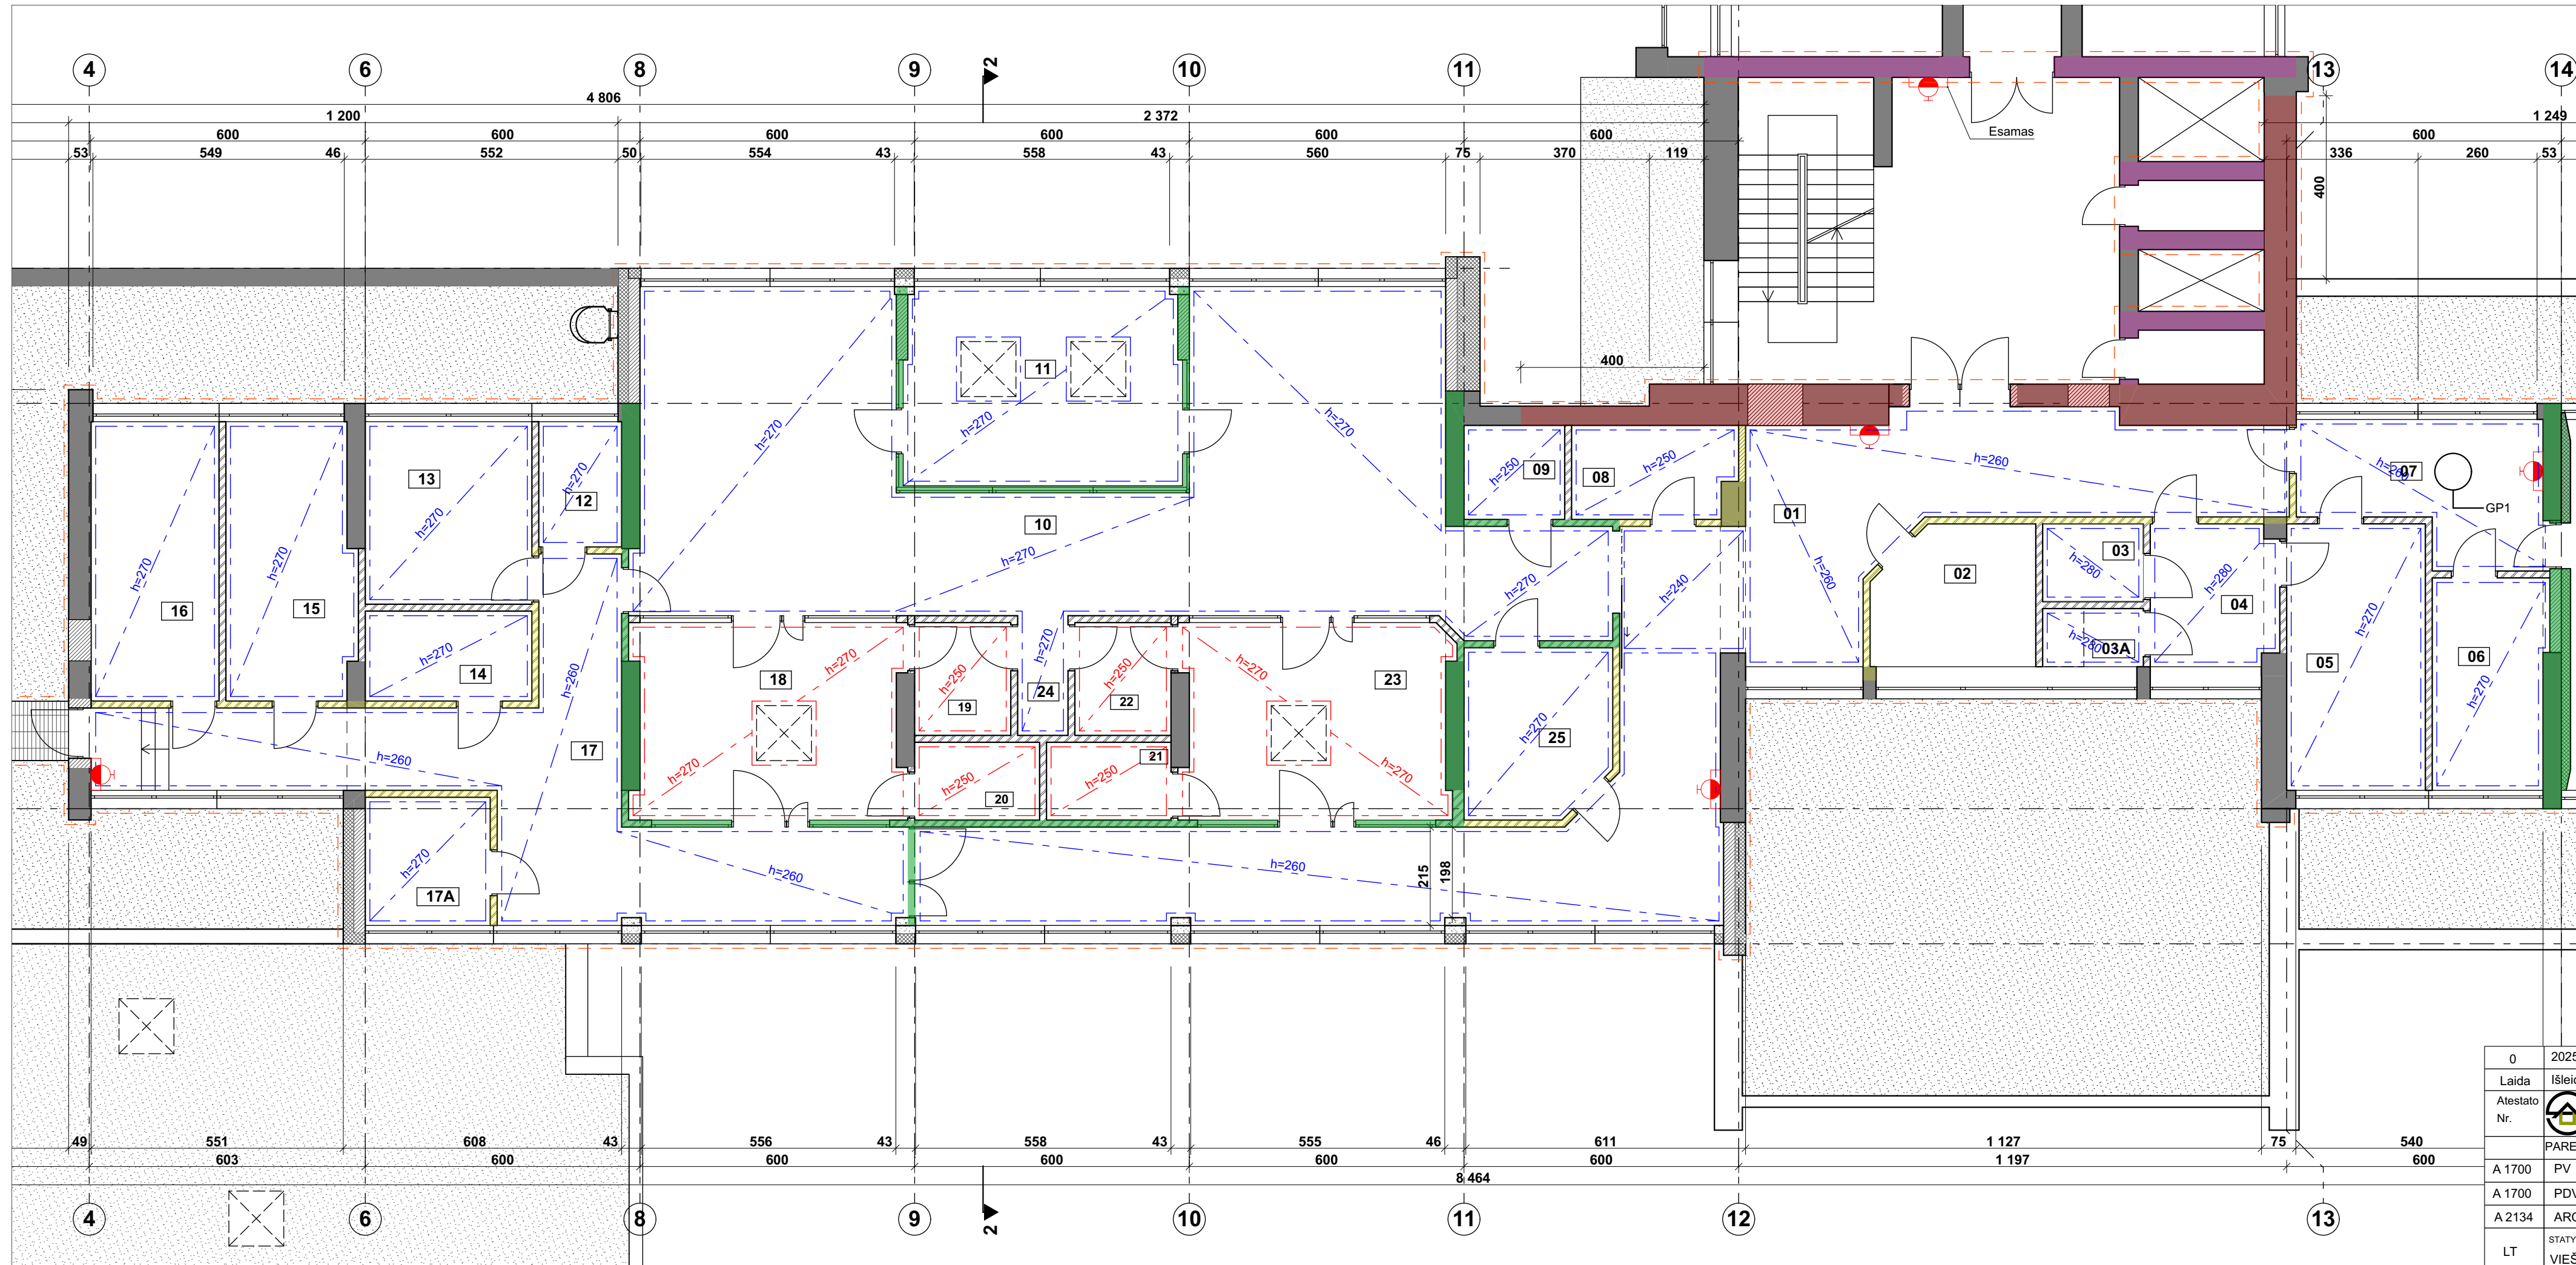 4 6 8 9 10 11 13 14
2
4 806
1 200 2 372 1 249
600 600 600 600 600 600 600
53 549 46 552 50 554 43 558 43 560 75 370 119 336 260 53
Esamas
400
400
11
h=270
h=270
h=270
h=270
13
12
h=270
h=270
h=270
16
15
h=270
14
h=270
10
h=270
09
h=250
08
h=250
01
h=260
h=260
h=270
h=240
02
03
h=280
03A
h=280
04
h=280
07
h=260
GP1
05
h=270
06
h=270
17
h=260
h=260
17A
h=270
18
h=270
h=270
19
h=250
24
h=270
22
h=250
20
h=250
21
h=250
23
h=270
h=270
25
h=270
h=260
h=260
215
198
49 551 608 43 556 43 558 43 555 46 611 1 127 75 540
603 600 600 600 600 600 1 197 600
8 464
2
4 6 8 9 10 11 12 13
0
Laida
Atestato
Nr.
A 1700 PV
A 1700
A 2134
LT